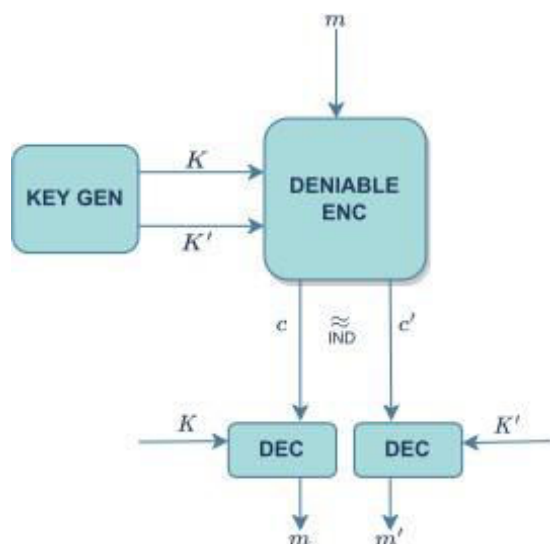 m
K
KEY GEN
DENIABLE
ENC
K'
c ≈ c'
IND
K
DEC
DEC
K'
m
m'